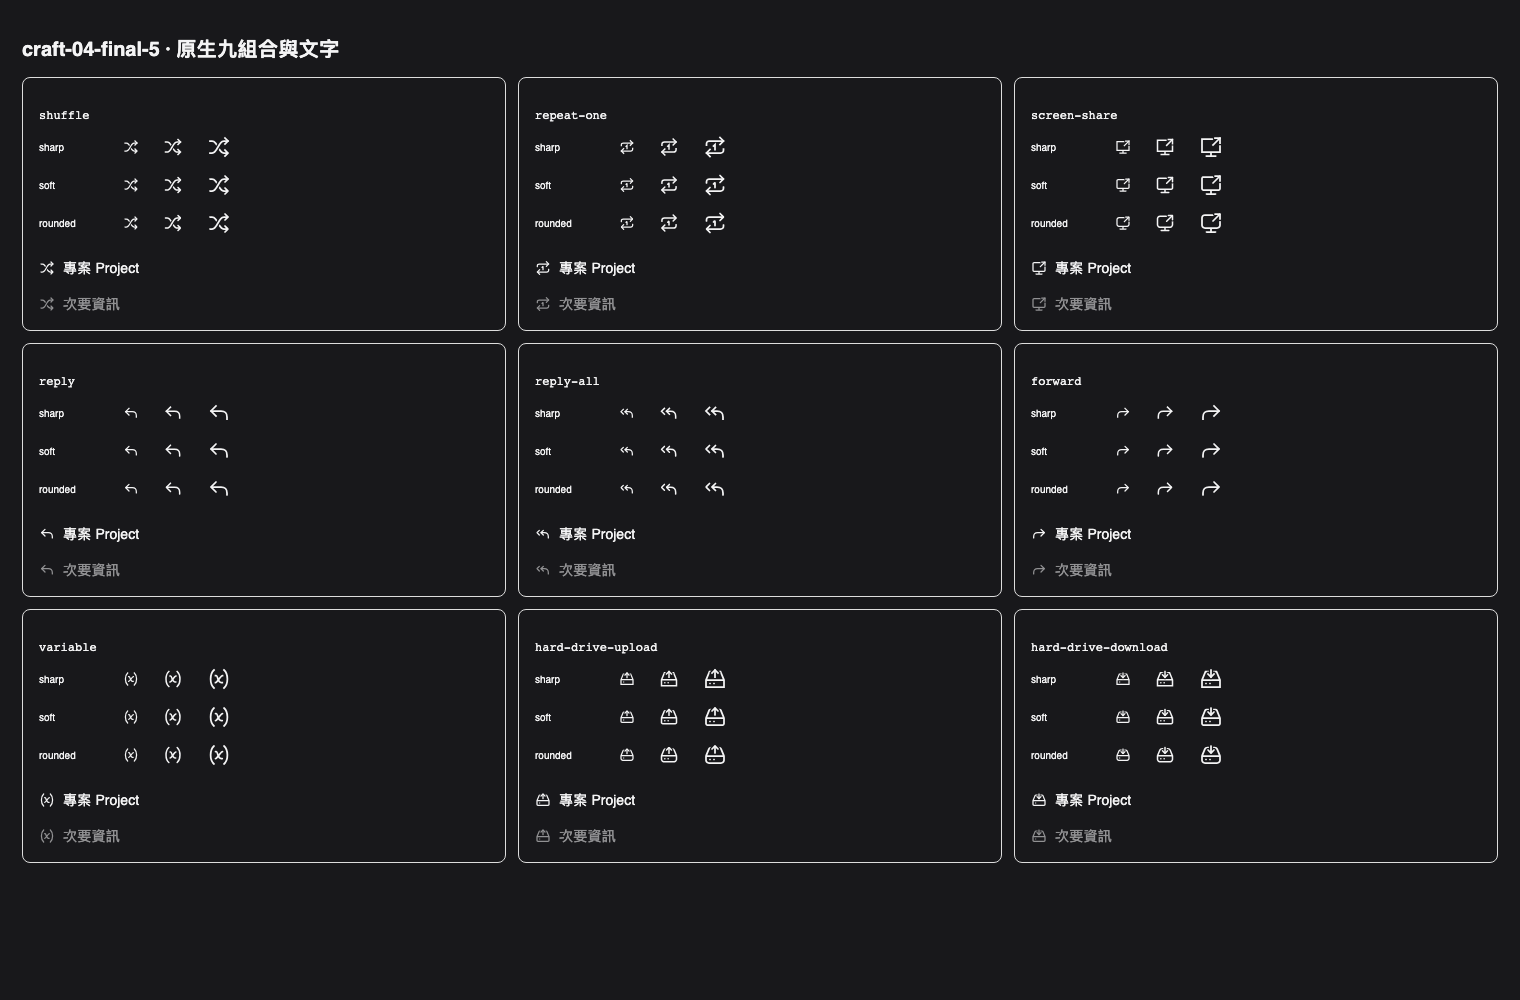 craft-04-final-5 · 原生九組合與文字
shuffle
sharp
soft
rounded
專案 Project
次要資訊
repeat-one
sharp
soft
rounded
專案 Project
次要資訊
screen-share
sharp
soft
rounded
專案 Project
次要資訊
reply
sharp
soft
rounded
專案 Project
次要資訊
reply-all
sharp
soft
rounded
專案 Project
次要資訊
forward
sharp
soft
rounded
專案 Project
次要資訊
variable
sharp
soft
rounded
專案 Project
次要資訊
hard-drive-upload
sharp
soft
rounded
專案 Project
次要資訊
hard-drive-download
sharp
soft
rounded
專案 Project
次要資訊